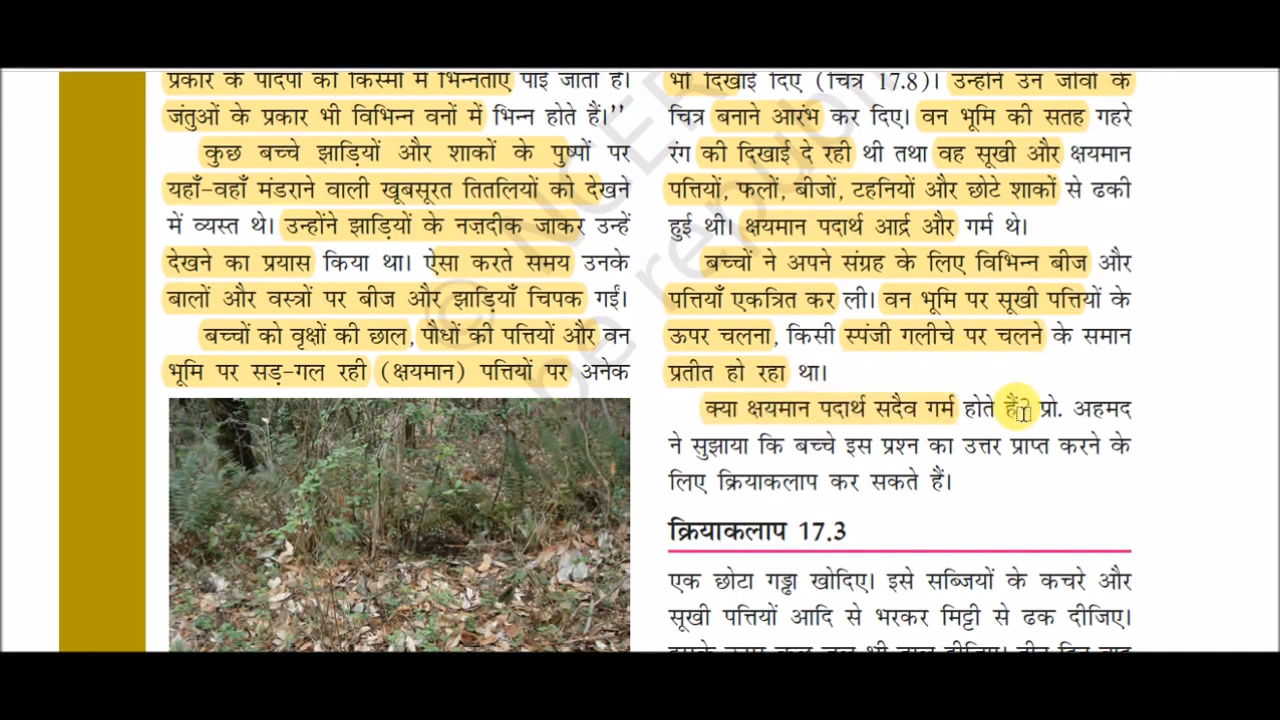 प्रकार के पादपों की किस्मों में भिन्नताएँ पाई जाती हैं।
जंतुओं के प्रकार भी विभिन्न वनों में भिन्न होते हैं।"
कुछ बच्चे झाड़ियों और शाकों के पुष्पों पर
यहाँ-वहाँ मंडराने वाली खूबसूरत तितलियों को देखने
में व्यस्त थे। उन्होंने झाड़ियों के नज़दीक जाकर उन्हें
देखने का प्रयास किया था। ऐसा करते समय उनके
बालों और वस्त्रों पर बीज और झाड़ियाँ चिपक गईं।
बच्चों को वृक्षों की छाल, पौधों की पत्तियों और वन
भूमि पर सड़-गल रही (क्षयमान) पत्तियों पर अनेक
भी दिखाई दिए (चित्र 17.8)। उन्होंने उन जीवों के
चित्र बनाने आरंभ कर दिए। वन भूमि की सतह गहरे
रंग की दिखाई दे रही थी तथा वह सूखी और क्षयमान
पत्तियों, फलों, बीजों, टहनियों और छोटे शाकों से ढकी
हुई थी। क्षयमान पदार्थ आर्द्र और गर्म थे।
बच्चों ने अपने संग्रह के लिए विभिन्न बीज और
पत्तियाँ एकत्रित कर ली। वन भूमि पर सूखी पत्तियों के
ऊपर चलना, किसी स्पंजी गलीचे पर चलने के समान
प्रतीत हो रहा था।
क्या क्षयमान पदार्थ सदैव गर्म होते हैं? प्रो. अहमद
ने सुझाया कि बच्चे इस प्रश्न का उत्तर प्राप्त करने के
लिए क्रियाकलाप कर सकते हैं।
क्रियाकलाप 17.3
एक छोटा गड्ढा खोदिए। इसे सब्जियों के कचरे और
सूखी पत्तियों आदि से भरकर मिट्टी से ढक दीजिए।